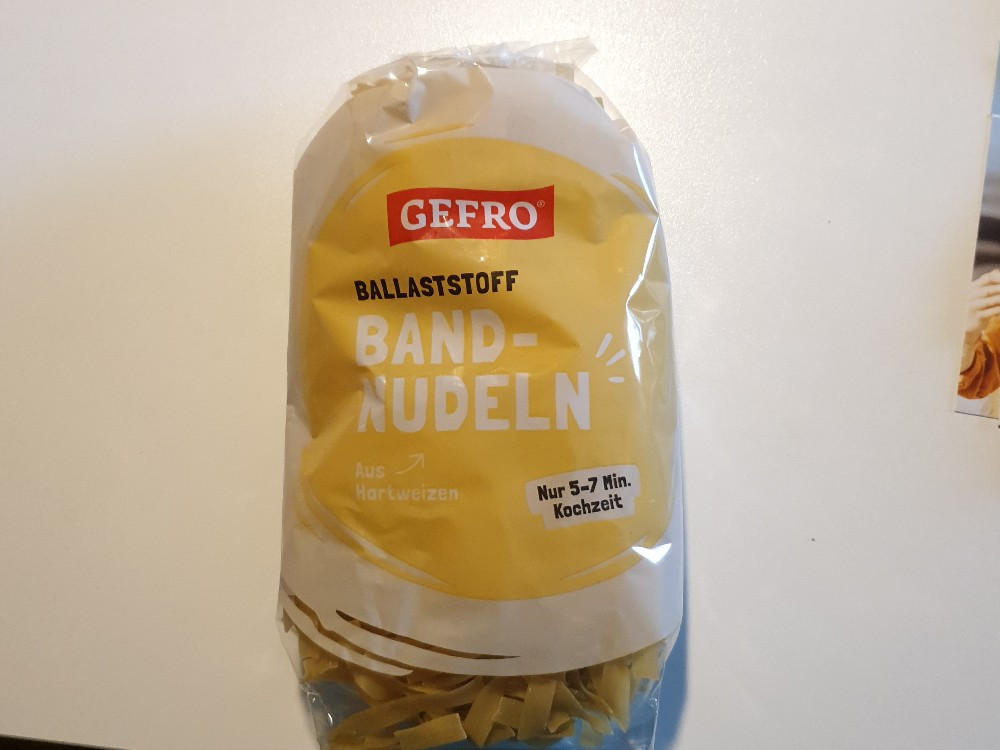 GEFRO®
BALLASTSTOFF
BAND-
NUDELN
Aus
Hartweizen
Nur 5-7 Min.
Kochzeit